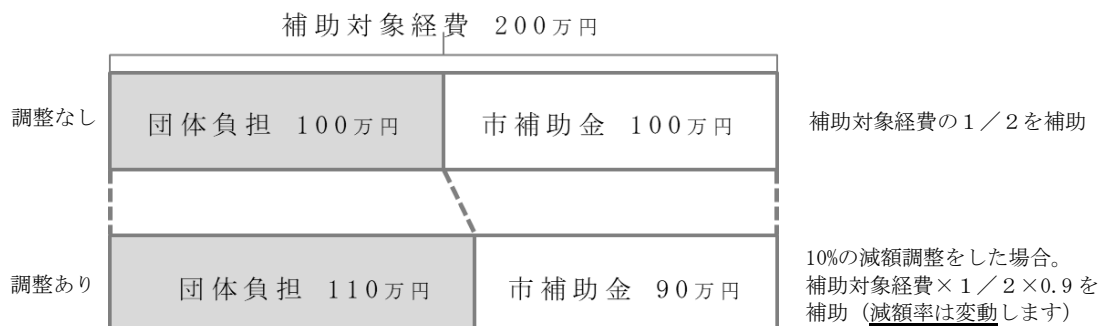 補助対象経費 200万円
調整なし
団体負担 100万円
市補助金 100万円
補助対象経費の1/2を補助
調整あり
団体負担 110万円
市補助金 90万円
10%の減額調整をした場合。
補助対象経費×1/2×0.9を
補助(減額率は変動します)